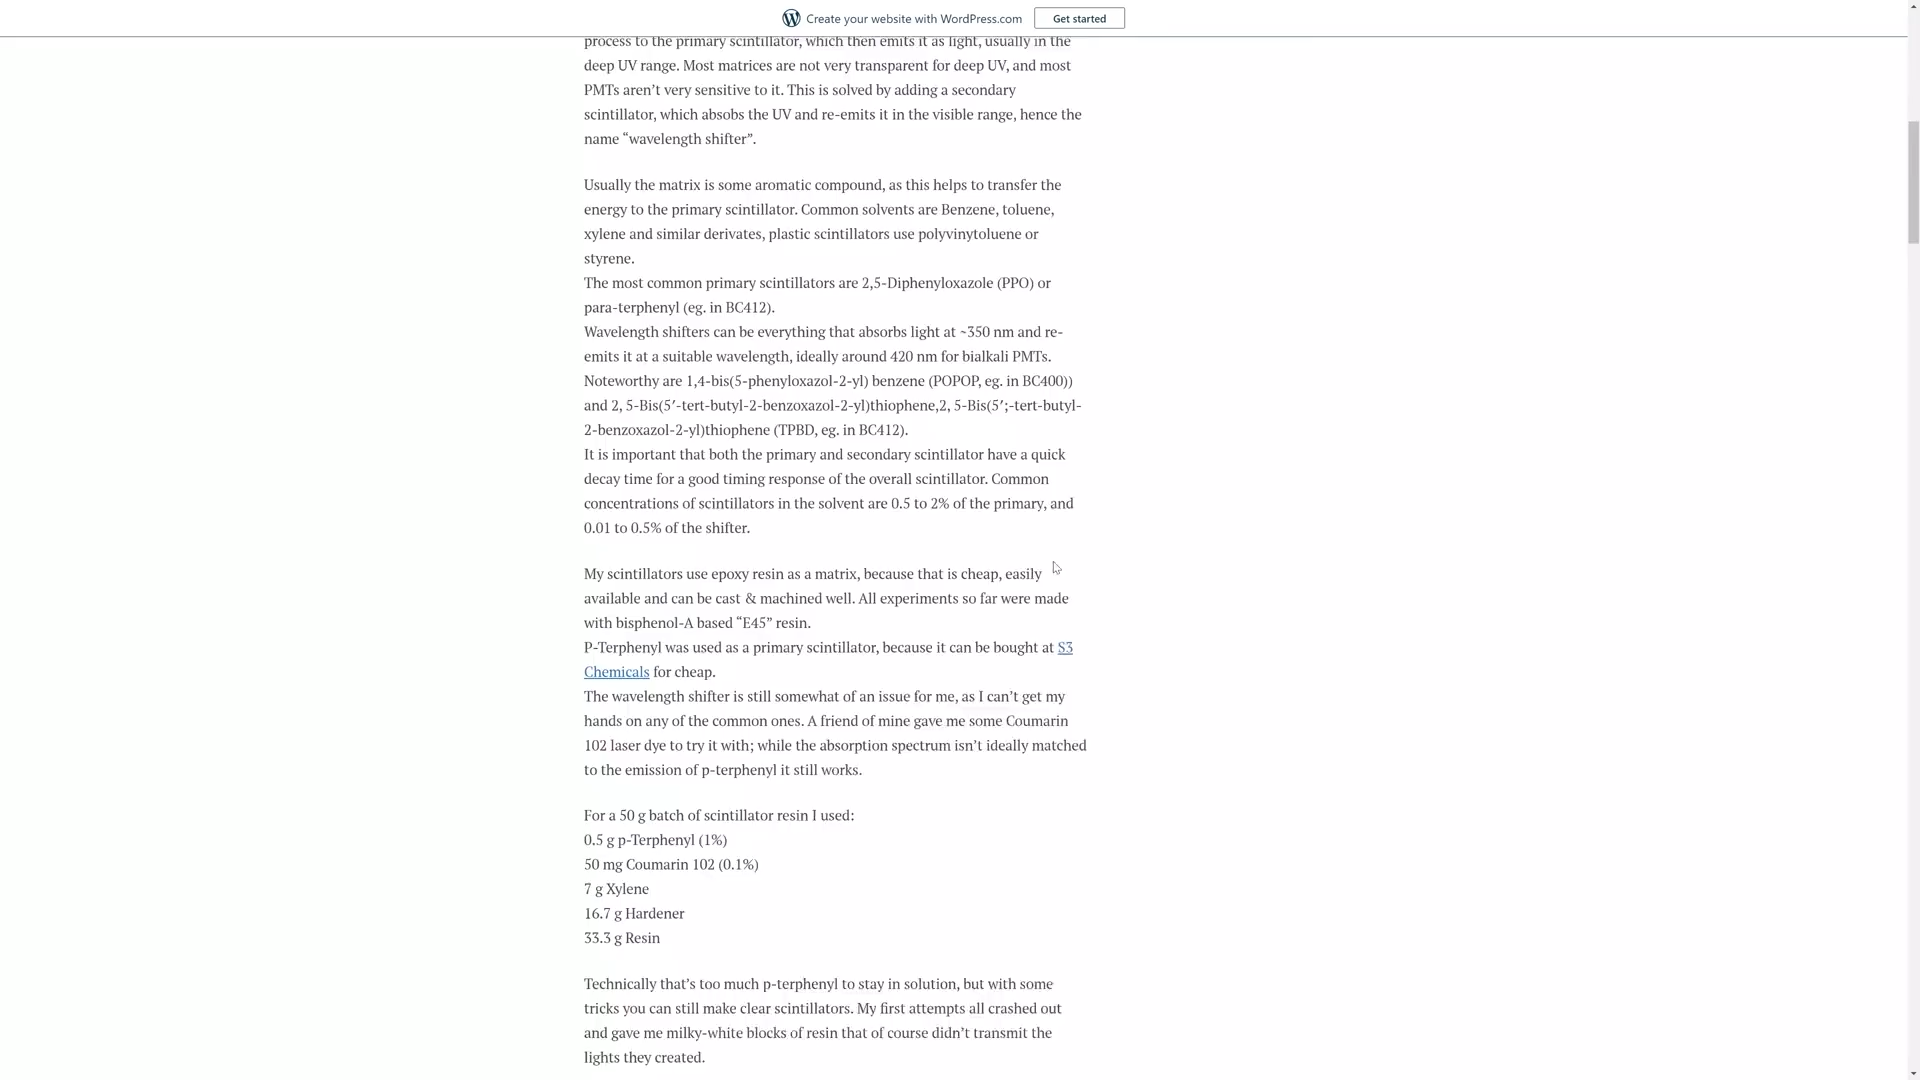 Create your website with WordPress.com
Get started
process to the primary scintillator, which then emits it as light, usually in the
deep UV range. Most matrices are not very transparent for deep UV, and most
PMTs aren’t very sensitive to it. This is solved by adding a secondary
scintillator, which absobs the UV and re-emits it in the visible range, hence the
name “wavelength shifter”.
Usually the matrix is some aromatic compound, as this helps to transfer the
energy to the primary scintillator. Common solvents are Benzene, toluene,
xylene and similar derivates, plastic scintillators use polyvinytoluene or
styrene.
The most common primary scintillators are 2,5-Diphenyloxazole (PPO) or
para-terphenyl (eg. in BC412).
Wavelength shifters can be everything that absorbs light at ~350 nm and re-
emits it at a suitable wavelength, ideally around 420 nm for bialkali PMTs.
Noteworthy are 1,4-bis(5-phenyloxazol-2-yl) benzene (POPOP, eg. in BC400))
and 2, 5-Bis(5′-tert-butyl-2-benzoxazol-2-yl)thiophene,2, 5-Bis(5′;-tert-butyl-
2-benzoxazol-2-yl)thiophene (TPBD, eg. in BC412).
It is important that both the primary and secondary scintillator have a quick
decay time for a good timing response of the overall scintillator. Common
concentrations of scintillators in the solvent are 0.5 to 2% of the primary, and
0.01 to 0.5% of the shifter.
My scintillators use epoxy resin as a matrix, because that is cheap, easily
available and can be cast & machined well. All experiments so far were made
with bisphenol-A based “E45” resin.
P-Terphenyl was used as a primary scintillator, because it can be bought at S3
Chemicals for cheap.
The wavelength shifter is still somewhat of an issue for me, as I can’t get my
hands on any of the common ones. A friend of mine gave me some Coumarin
102 laser dye to try it with; while the absorption spectrum isn’t ideally matched
to the emission of p-terphenyl it still works.
For a 50 g batch of scintillator resin I used:
0.5 g p-Terphenyl (1%)
50 mg Coumarin 102 (0.1%)
7 g Xylene
16.7 g Hardener
33.3 g Resin
Technically that’s too much p-terphenyl to stay in solution, but with some
tricks you can still make clear scintillators. My first attempts all crashed out
and gave me milky-white blocks of resin that of course didn’t transmit the
lights they created.